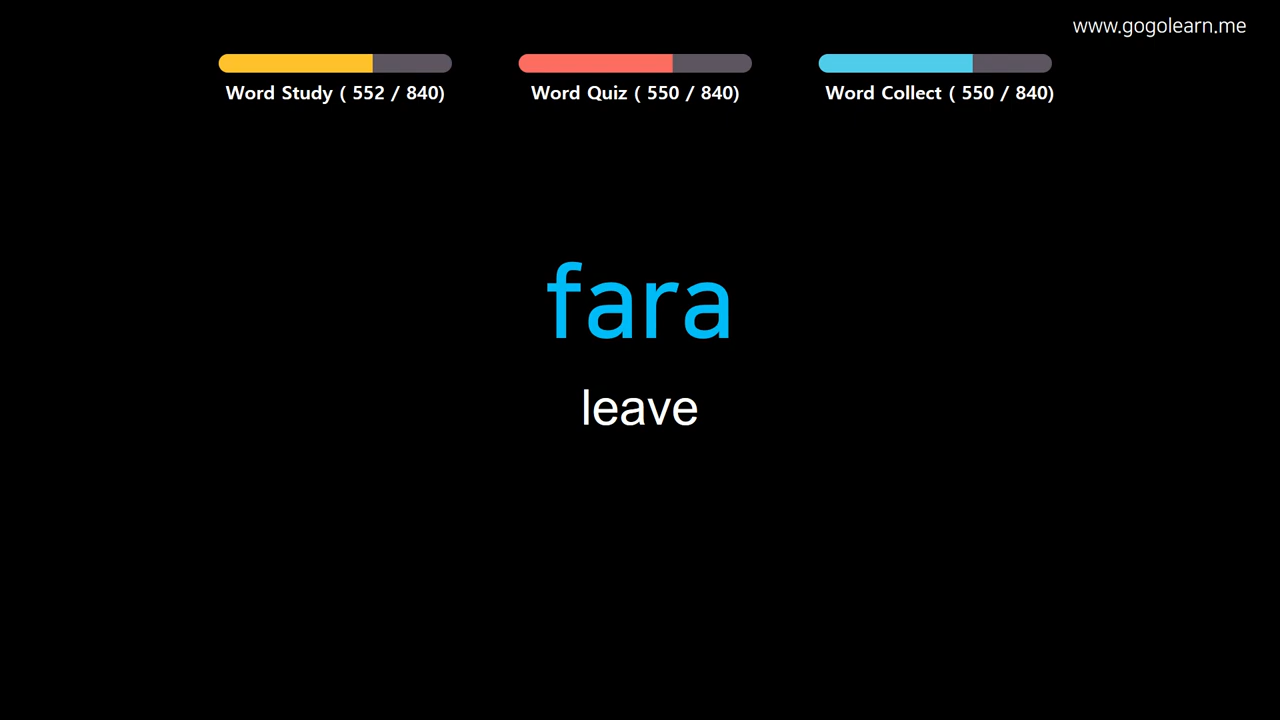 www.gogolearn.me
Word Study ( 552 / 840)
Word Quiz ( 550 / 840)
Word Collect ( 550 / 840)
fara
leave